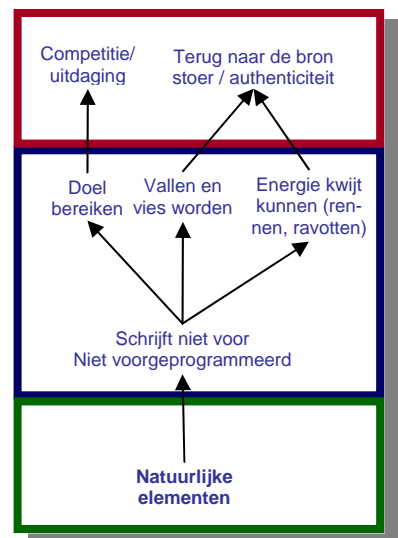 Competitie/
uitdaging
Terug naar de bron
stoer / authenticiteit
Doel
bereiken
Vallen en
vies worden
Energie kwijt
kunnen (ren-
nen, ravotten)
Schrijft niet voor
Niet voorgeprogrammeerd
Natuurlijke
elementen